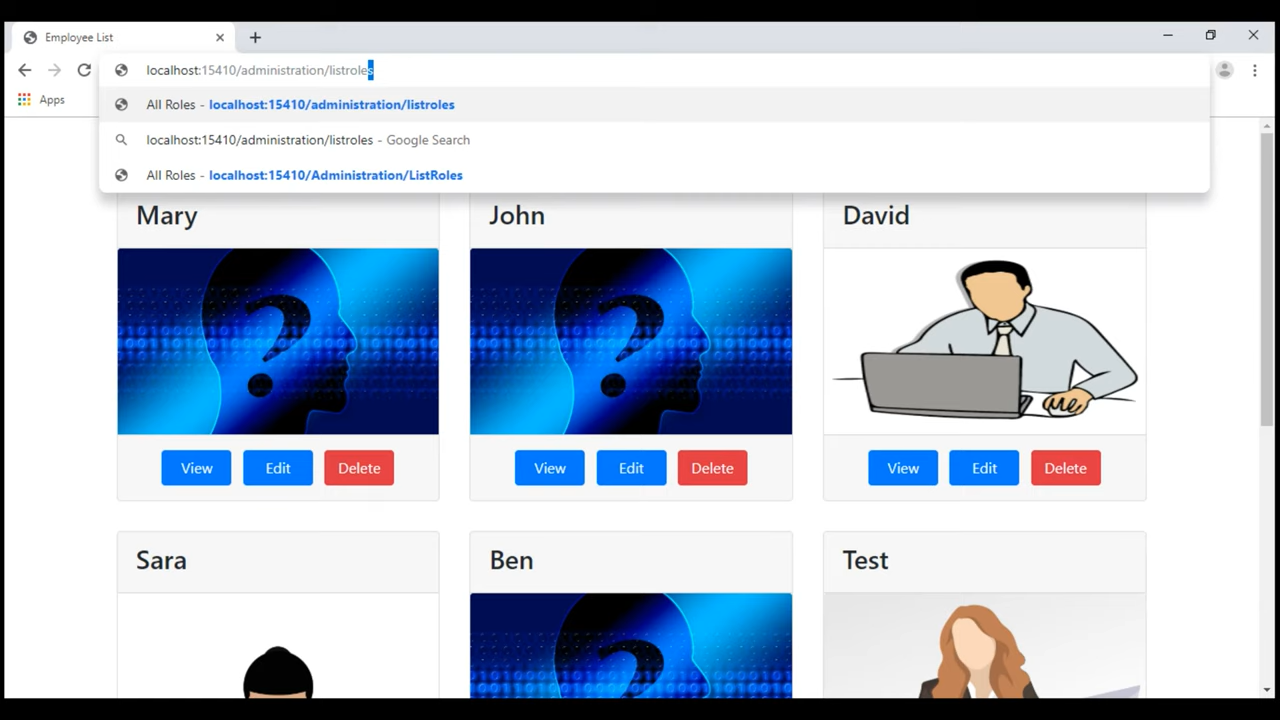 Employee List
localhost:15410/administration/listroles
Apps
All Roles - localhost:15410/administration/listroles
localhost:15410/administration/listroles - Google Search
All Roles - localhost:15410/Administration/ListRoles
Mary John David
View Edit Delete View Edit Delete View Edit Delete
Sara Ben Test